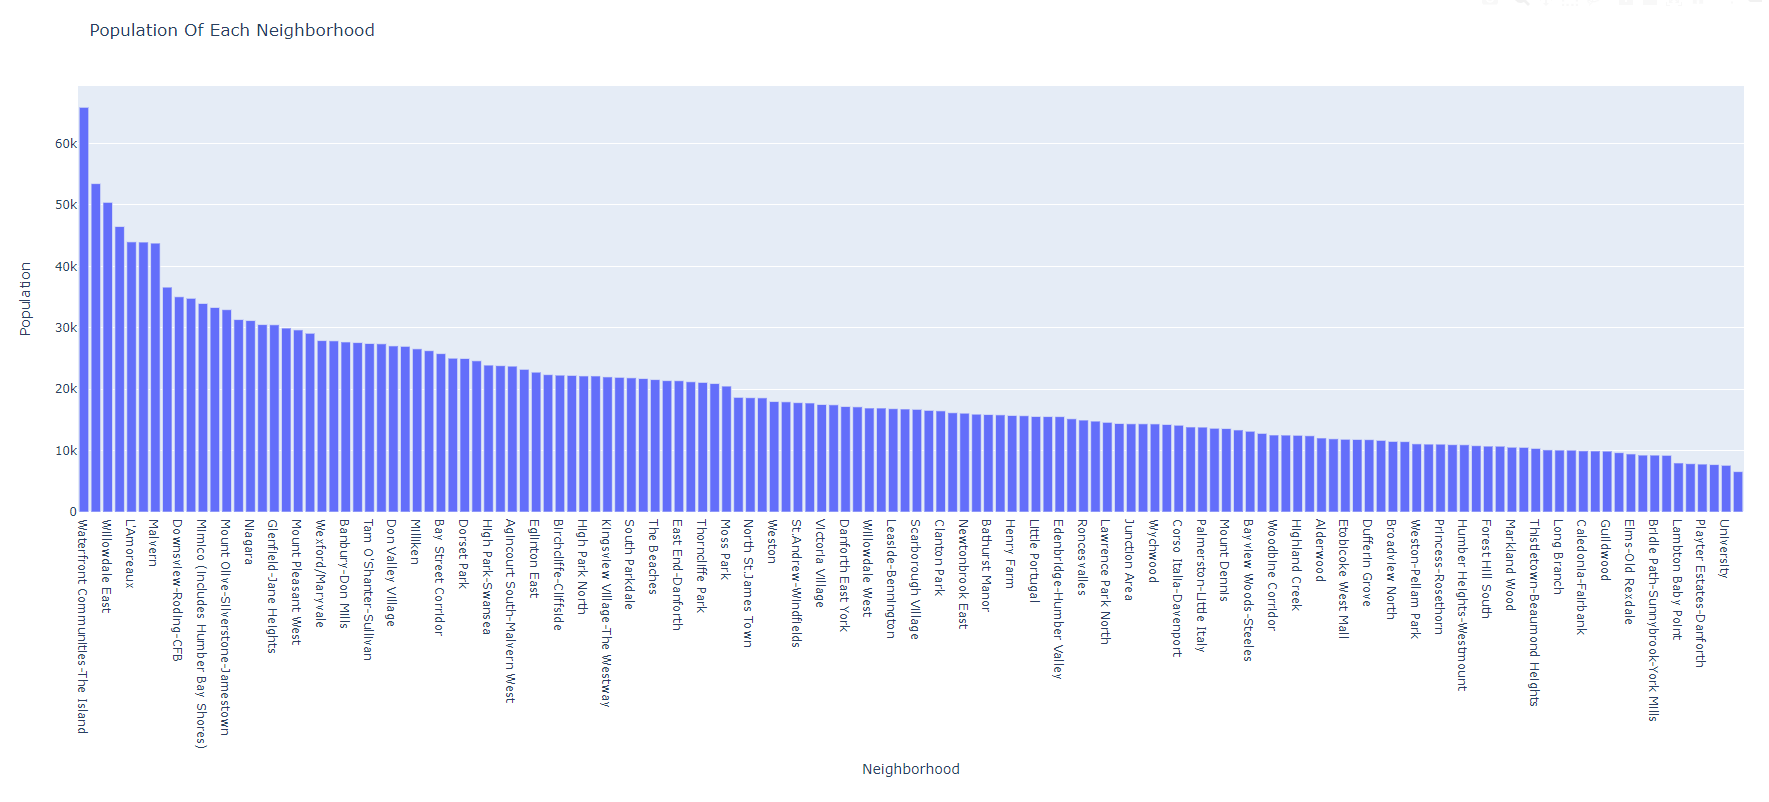 Population Of Each Neighborhood
Population
60k
50k
40k
30k
20k
10k
0
Waterfront Communities-The Island
Willowdale East
L'Amoreaux
Malvern
Downsview-Roding-CFB
Mimico (includes Humber Bay Shores)
Mount Olive-Silverstone-Jamestown
Niagara
Glenfield-Jane Heights
Mount Pleasant West
Wexford/Maryvale
Banbury-Don Mills
Tam O'Shanter-Sullivan
Don Valley Village
Milliken
Bay Street Corridor
Dorset Park
High Park-Swansea
Agincourt South-Malvern West
Eglinton East
Birchcliffe-Cliffside
High Park North
Kingsview Village-The Westway
South Parkdale
The Beaches
East End-Danforth
Thorncliffe Park
Moss Park
North St.James Town
Weston
St.Andrew-Windfields
Victoria Village
Danforth East York
Willowdale West
Leaside-Bennington
Scarborough Village
Clanton Park
Newtonbrook East
Bathurst Manor
Henry Farm
Little Portugal
Edenbridge-Humber Valley
Roncesvalles
Lawrence Park North
Junction Area
Wychwood
Corso Italia-Davenport
Palmerston-Little Italy
Mount Dennis
Bayview Woods-Steeles
Woodbine Corridor
Highland Creek
Alderwood
Etobicoke West Mall
Dufferin Grove
Broadview North
Weston-Pellam Park
Princess-Rosethorn
Humber Heights-Westmount
Forest Hill South
Markland Wood
Thistletown-Beaumond Heights
Long Branch
Caledonia-Fairbank
Guildwood
Elms-Old Rexdale
Bridle Path-Sunnybrook-York Mills
Lambton Baby Point
Playter Estates-Danforth
University
Neighborhood